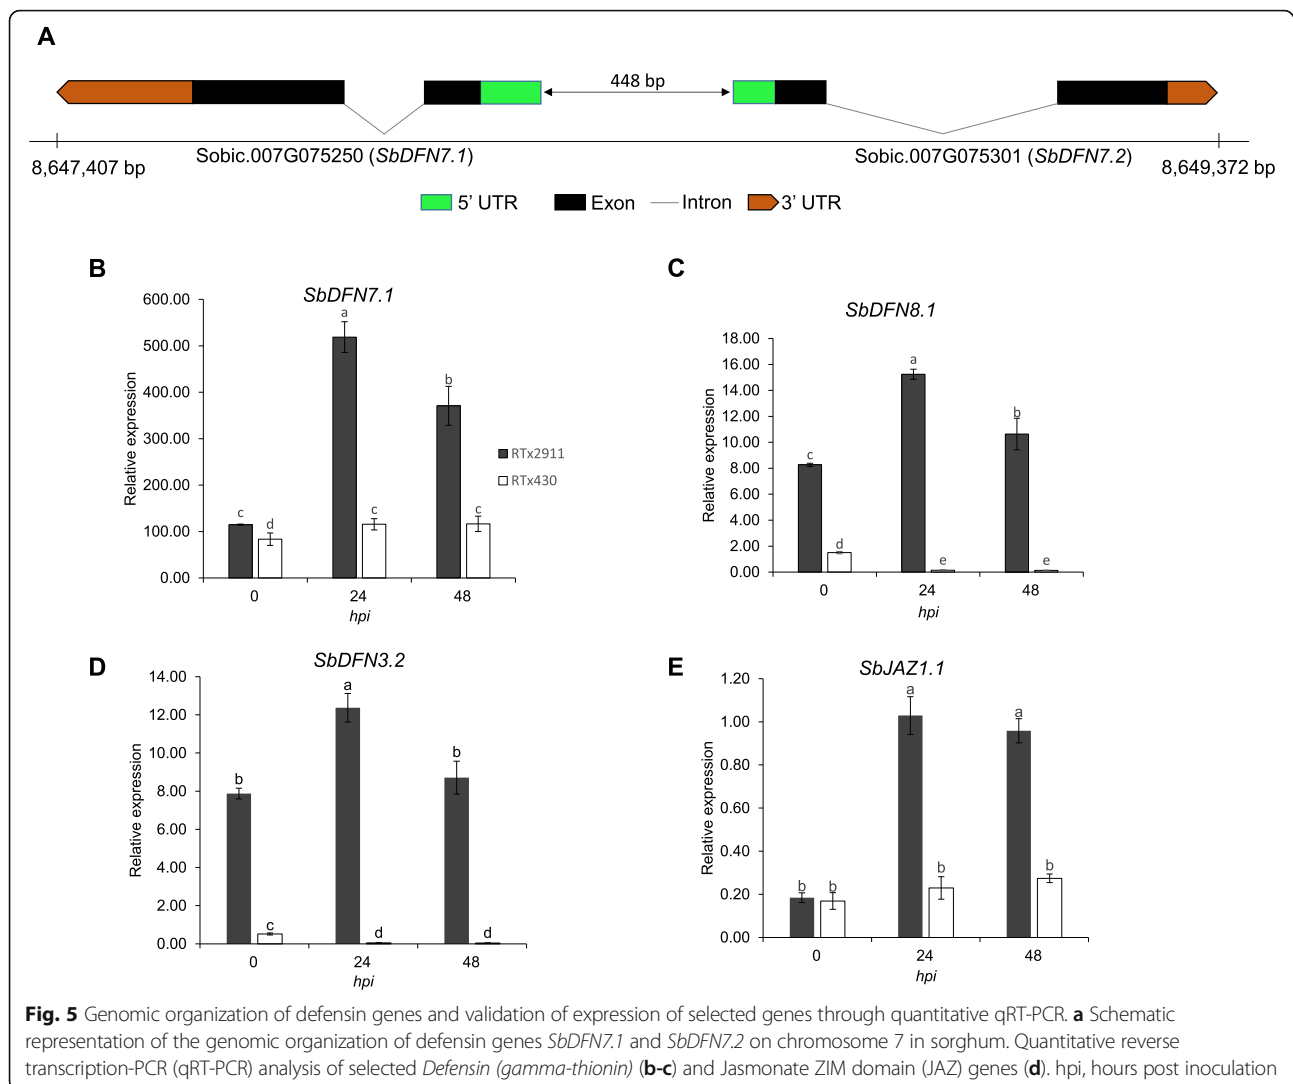 A
448 bp
Sobic.007G075250 (SbDFN7.1)
Sobic.007G075301 (SbDFN7.2)
8,647,407 bp
8,649,372 bp
5’ UTR
Exon
Intron
3’ UTR
B
SbDFN7.1
600.00
500.00
400.00
300.00
200.00
100.00
0.00
Relative expression
a
b
c
d
c
c
0
24
48
hpi
RTx2911
RTx430
C
SbDFN8.1
18.00
16.00
14.00
12.00
10.00
8.00
6.00
4.00
2.00
0.00
Relative expression
a
b
c
d
e
e
0
24
48
hpi
D
SbDFN3.2
14.00
12.00
10.00
8.00
6.00
4.00
2.00
0.00
Relative expression
a
b
b
c
d
d
0
24
48
hpi
E
SbJAZ1.1
1.20
1.00
0.80
0.60
0.40
0.20
0.00
Relative expression
a
a
b
b
b
b
0
24
48
hpi
Fig. 5 Genomic organization of defensin genes and validation of expression of selected genes through quantitative qRT-PCR. a Schematic
representation of the genomic organization of defensin genes SbDFN7.1 and SbDFN7.2 on chromosome 7 in sorghum. Quantitative reverse
transcription-PCR (qRT-PCR) analysis of selected Defensin (gamma-thionin) (b-c) and Jasmonate ZIM domain (JAZ) genes (d). hpi, hours post inoculation